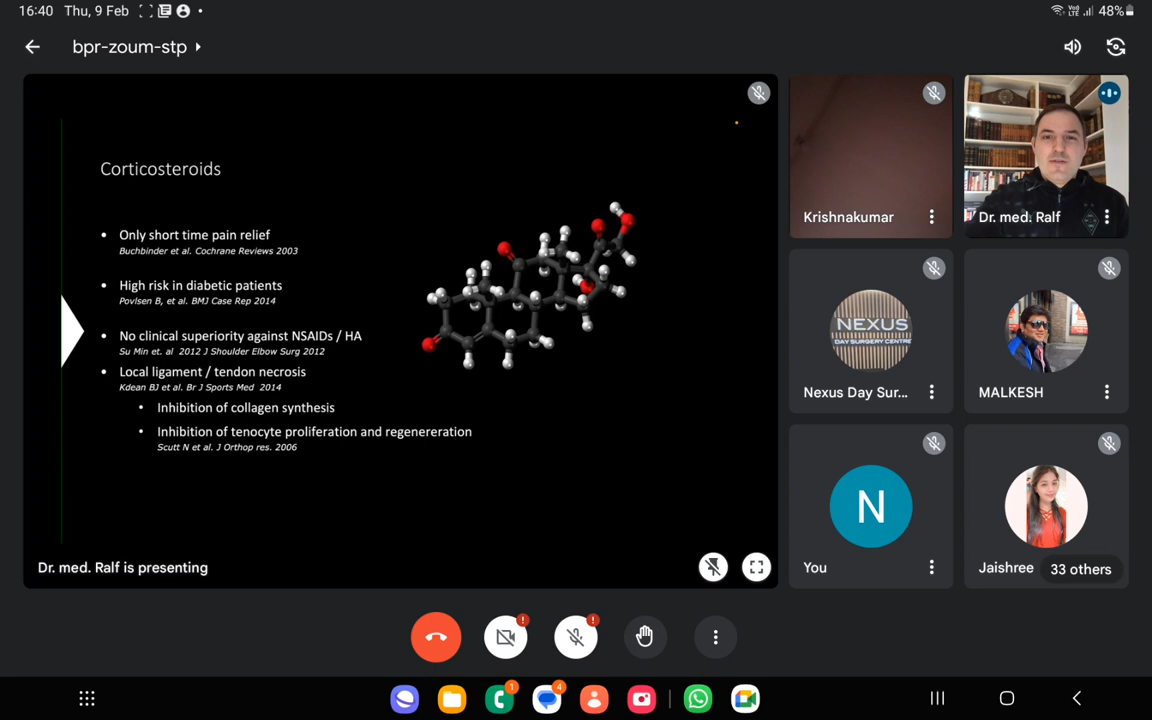 16:40 Thu, 9 Feb
Vo)) LTE 48%
bpr-zoum-stp
Corticosteroids
• Only short time pain relief
Buchbinder et al. Cochrane Reviews 2003
• High risk in diabetic patients
Povlsen B, et al. BMJ Case Rep 2014
• No clinical superiority against NSAIDs / HA
Su Min et. al 2012 J Shoulder Elbow Surg 2012
• Local ligament / tendon necrosis
Kdean BJ et al. Br J Sports Med 2014
• Inhibition of collagen synthesis
• Inhibition of tenocyte proliferation and regenereration
Scutt N et al. J Orthop res. 2006
Dr. med. Ralf is presenting
Krishnakumar
Dr. med. Ralf
NEXUS
DAY SURGERY CENTRE
Nexus Day Sur...
MALKESH
N
You
Jaishree
33 others
!
!
1
4